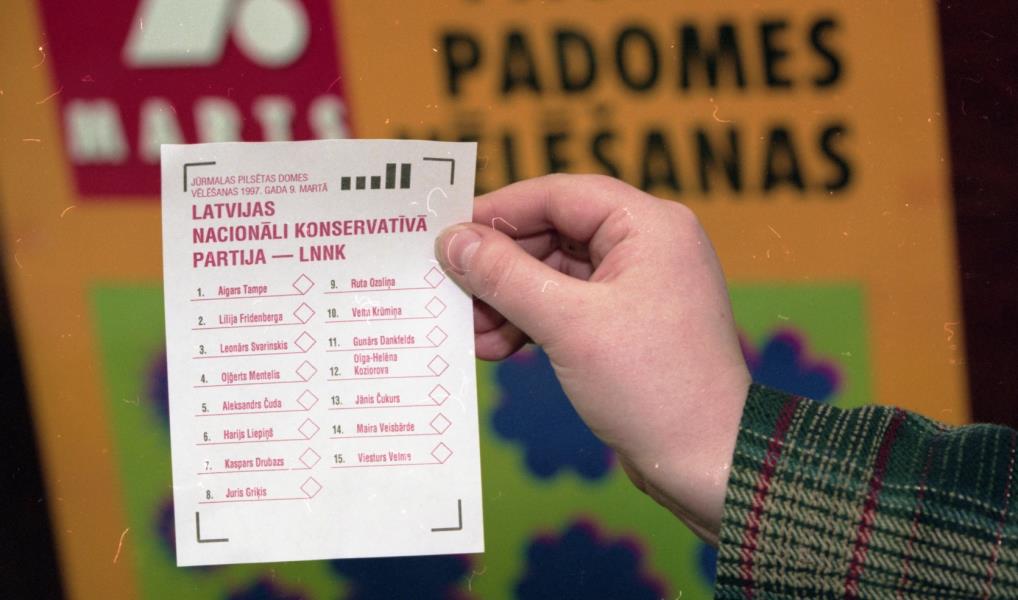 MARTS
PADOMES
VĒLĒŠANAS
JŪRMALAS PILSĒTAS DOMES
VĒLĒŠANAS 1997. GADA 9. MARTĀ
LATVIJAS
NACIONĀLI KONSERVATĪVĀ
PARTIJA — LNNK
1. Aigars Tampe
2. Lilija Fridenberga
3. Leonārs Svarinskis
4. Oļģerts Mentelis
5. Aleksandrs Čuda
6. Harijs Liepiņš
7. Kaspars Drubazs
8. Juris Griķis
9. Ruta Ozoliņa
10. Velta Krūmiņa
11. Gunārs Dankfelds
12. Oļga-Helēna
Koziorova
13. Jānis Čukurs
14. Maira Veisbārde
15. Viesturs Velme